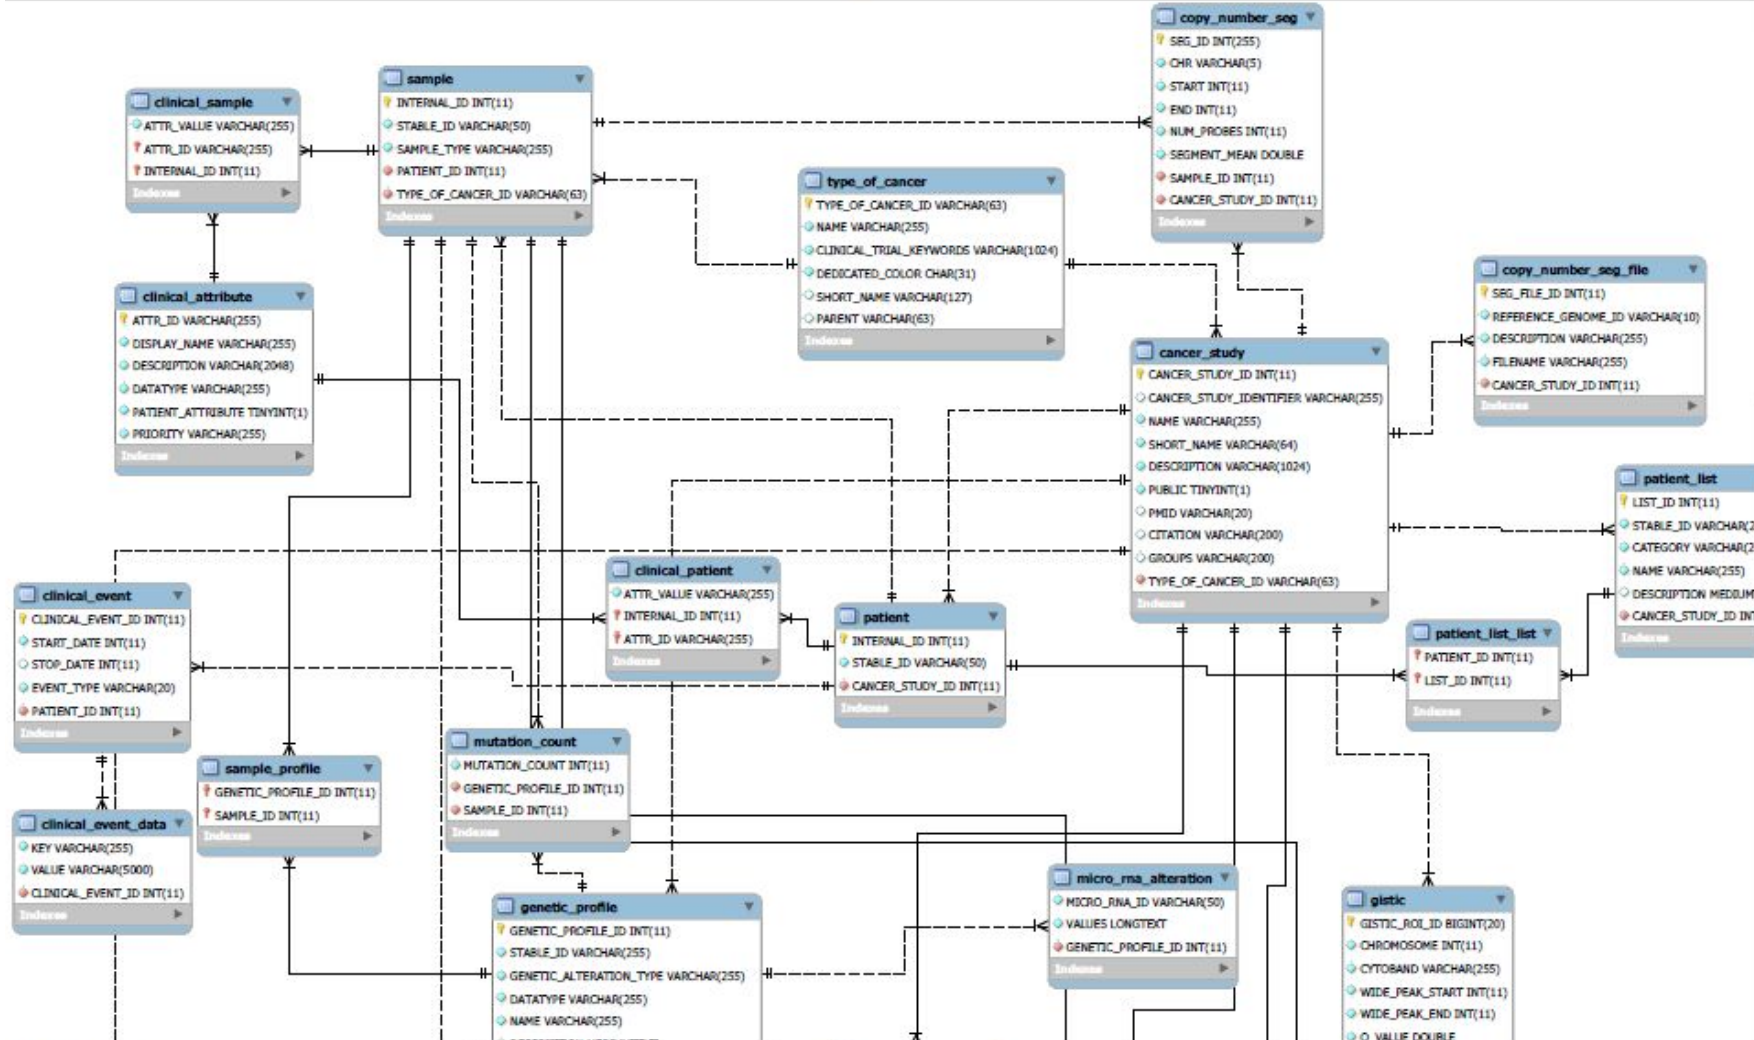 copy_number_seg
SEG_ID INT(255)
CHR VARCHAR(5)
START INT(11)
END INT(11)
NUM_PROBES INT(11)
SEGMENT_MEAN DOUBLE
SAMPLE_ID INT(11)
CANCER_STUDY_ID INT(11)
Indexes
sample
INTERNAL_ID INT(11)
STABLE_ID VARCHAR(50)
SAMPLE_TYPE VARCHAR(255)
PATIENT_ID INT(11)
TYPE_OF_CANCER_ID VARCHAR(63)
Indexes
clinical_sample
ATTR_VALUE VARCHAR(255)
ATTR_ID VARCHAR(255)
INTERNAL_ID INT(11)
Indexes
type_of_cancer
TYPE_OF_CANCER_ID VARCHAR(63)
NAME VARCHAR(255)
CLINICAL_TRIAL_KEYWORDS VARCHAR(1024)
DEDICATED_COLOR CHAR(31)
SHORT_NAME VARCHAR(127)
PARENT VARCHAR(63)
Indexes
copy_number_seg_file
SEG_FILE_ID INT(11)
REFERENCE_GENOME_ID VARCHAR(10)
DESCRIPTION VARCHAR(255)
FILENAME VARCHAR(255)
CANCER_STUDY_ID INT(11)
Indexes
clinical_attribute
ATTR_ID VARCHAR(255)
DISPLAY_NAME VARCHAR(255)
DESCRIPTION VARCHAR(2048)
DATATYPE VARCHAR(255)
PATIENT_ATTRIBUTE TINYINT(1)
PRIORITY VARCHAR(255)
Indexes
cancer_study
CANCER_STUDY_ID INT(11)
CANCER_STUDY_IDENTIFIER VARCHAR(255)
NAME VARCHAR(255)
SHORT_NAME VARCHAR(64)
DESCRIPTION VARCHAR(1024)
PUBLIC TINYINT(1)
PMID VARCHAR(20)
CITATION VARCHAR(200)
GROUPS VARCHAR(200)
TYPE_OF_CANCER_ID VARCHAR(63)
Indexes
patient_list
LIST_ID INT(11)
STABLE_ID VARCHAR(2
CATEGORY VARCHAR(2
NAME VARCHAR(255)
DESCRIPTION MEDIUM
CANCER_STUDY_ID INT
Indexes
clinical_patient
ATTR_VALUE VARCHAR(255)
INTERNAL_ID INT(11)
ATTR_ID VARCHAR(255)
Indexes
clinical_event
CLINICAL_EVENT_ID INT(11)
START_DATE INT(11)
STOP_DATE INT(11)
EVENT_TYPE VARCHAR(20)
PATIENT_ID INT(11)
Indexes
patient
INTERNAL_ID INT(11)
STABLE_ID VARCHAR(50)
CANCER_STUDY_ID INT(11)
Indexes
patient_list_list
PATIENT_ID INT(11)
LIST_ID INT(11)
Indexes
mutation_count
MUTATION_COUNT INT(11)
GENETIC_PROFILE_ID INT(11)
SAMPLE_ID INT(11)
Indexes
sample_profile
GENETIC_PROFILE_ID INT(11)
SAMPLE_ID INT(11)
Indexes
clinical_event_data
KEY VARCHAR(255)
VALUE VARCHAR(5000)
CLINICAL_EVENT_ID INT(11)
Indexes
micro_rna_alteration
MICRO_RNA_ID VARCHAR(50)
VALUES LONGTEXT
GENETIC_PROFILE_ID INT(11)
Indexes
genetic_profile
GENETIC_PROFILE_ID INT(11)
STABLE_ID VARCHAR(255)
GENETIC_ALTERATION_TYPE VARCHAR(255)
DATATYPE VARCHAR(255)
NAME VARCHAR(255)
gistic
GISTIC_ROI_ID BIGINT(20)
CHROMOSOME INT(11)
CYTOBAND VARCHAR(255)
WIDE_PEAK_START INT(11)
WIDE_PEAK_END INT(11)
Q_VALUE DOUBLE